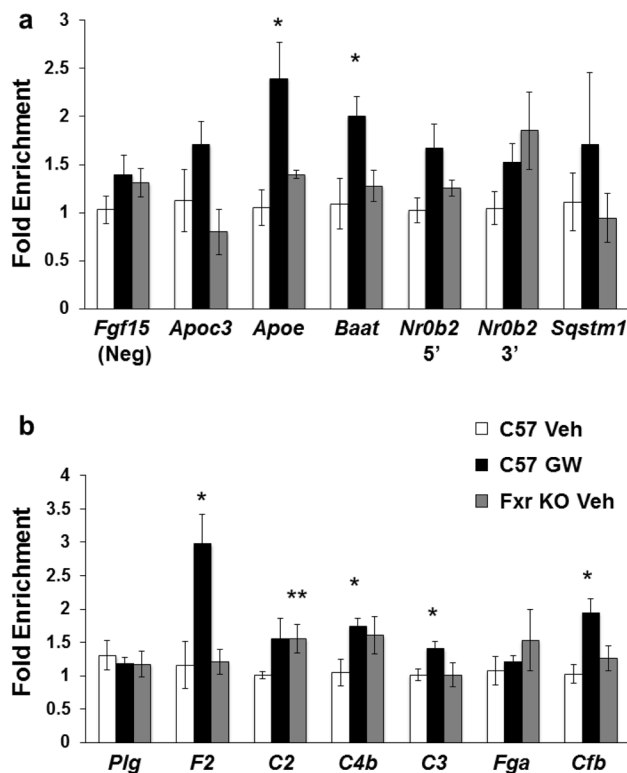 a
Fold Enrichment
3
2.5
2
1.5
1
0.5
0
* *
Fgf15 Apoc3 Apoe Baat Nr0b2 Nr0b2 Sqstm1
(Neg) 5’ 3’
b
C57 Veh
C57 GW
Fxr KO Veh
Fold Enrichment
4
3.5
3
2.5
2
1.5
1
0.5
0
* ** * * *
Plg F2 C2 C4b C3 Fga Cfb